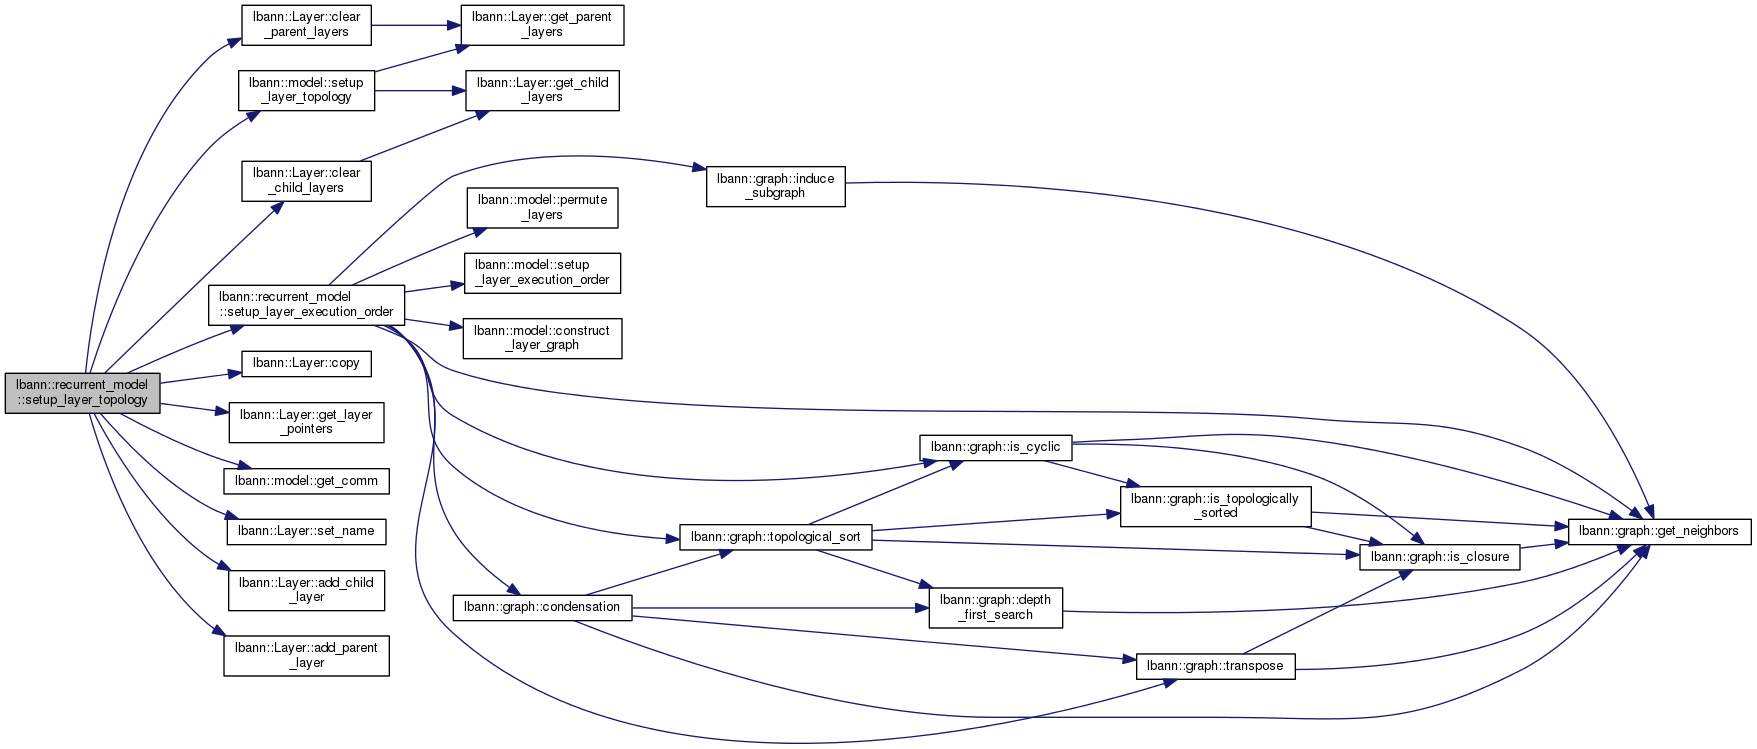 lbann::recurrent_model
::setup_layer_topology
lbann::Layer::clear
_parent_layers
lbann::model::setup
_layer_topology
lbann::Layer::clear
_child_layers
lbann::recurrent_model
::setup_layer_execution_order
lbann::Layer::copy
lbann::Layer::get_layer
_pointers
lbann::model::get_comm
lbann::Layer::set_name
lbann::Layer::add_child
_layer
lbann::Layer::add_parent
_layer
lbann::Layer::get_parent
_layers
lbann::Layer::get_child
_layers
lbann::model::permute
_layers
lbann::model::setup
_layer_execution_order
lbann::model::construct
_layer_graph
lbann::graph::condensation
lbann::graph::induce
_subgraph
lbann::graph::topological_sort
lbann::graph::is_cyclic
lbann::graph::depth
_first_search
lbann::graph::is_topologically
_sorted
lbann::graph::transpose
lbann::graph::is_closure
lbann::graph::get_neighbors